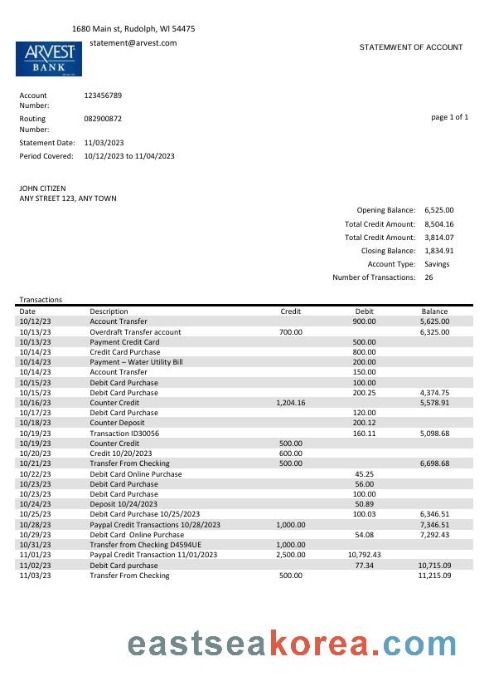 1680 Main st, Rudolph, WI 54475
statement@arvest.com
STATEMWENT OF ACCOUNT
ARVEST
BANK
Account Number: 123456789
page 1 of 1
Routing Number: 082900872
Statement Date: 11/03/2023
Period Covered: 10/12/2023 to 11/04/2023
JOHN CITIZEN
ANY STREET 123, ANY TOWN
Opening Balance: 6,525.00
Total Credit Amount: 8,504.16
Total Credit Amount: 3,814.07
Closing Balance: 1,834.91
Account Type: Savings
Number of Transactions: 26
Transactions
Date Description Credit Debit Balance
10/12/23 Account Transfer 900.00 5,625.00
10/13/23 Overdraft Transfer account 700.00 6,325.00
10/13/23 Payment Credit Card 500.00
10/14/23 Credit Card Purchase 800.00
10/14/23 Payment – Water Utility Bill 200.00
10/14/23 Account Transfer 150.00
10/15/23 Debit Card Purchase 100.00
10/15/23 Debit Card Purchase 200.25 4,374.75
10/16/23 Counter Credit 1,204.16 5,578.91
10/17/23 Debit Card Purchase 120.00
10/18/23 Counter Deposit 200.12
10/19/23 Transaction ID30056 160.11 5,098.68
10/19/23 Counter Credit 500.00
10/20/23 Credit 10/20/2023 600.00
10/21/23 Transfer From Checking 500.00 6,698.68
10/22/23 Debit Card Online Purchase 45.25
10/23/23 Debit Card Purchase 56.00
10/23/23 Debit Card Purchase 100.00
10/24/23 Deposit 10/24/2023 50.89
10/25/23 Debit Card Purchase 10/25/2023 100.03 6,346.51
10/28/23 Paypal Credit Transactions 10/28/2023 1,000.00 7,346.51
10/29/23 Debit Card Online Purchase 54.08 7,292.43
10/31/23 Transfer from Checking D4594UE 1,000.00
11/01/23 Paypal Credit Transaction 11/01/2023 2,500.00 10,792.43
11/02/23 Debit Card purchase 77.34 10,715.09
11/03/23 Transfer From Checking 500.00 11,215.09
eastseakorea.com